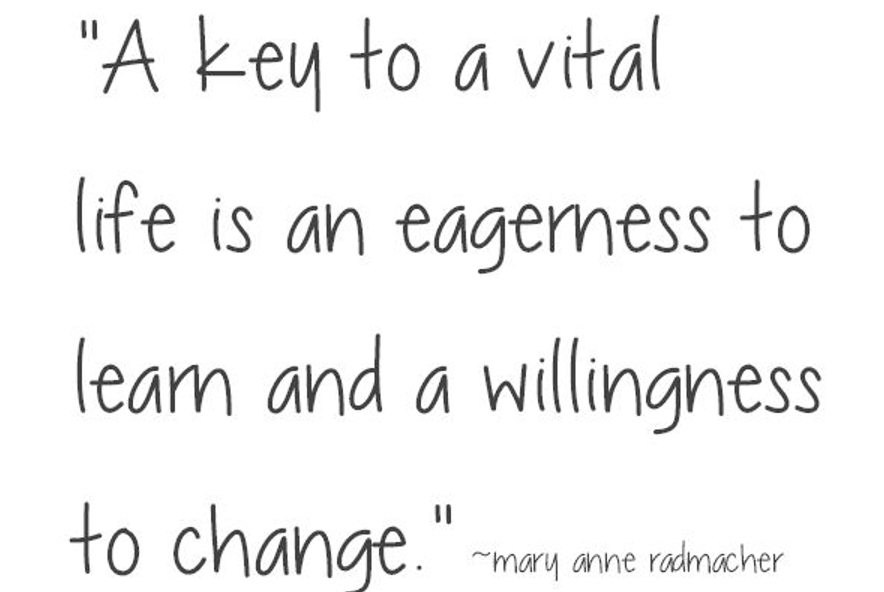 "A key to a vital
life is an eagerness to
learn and a willingness
to change." ~mary anne radmacher